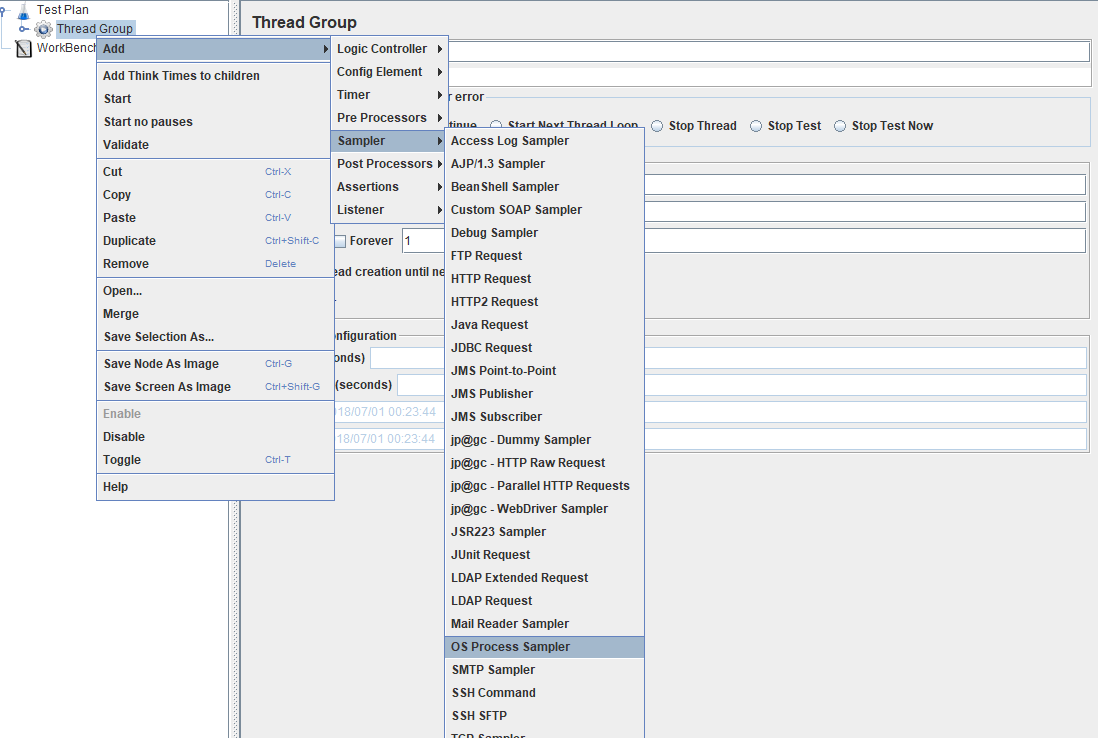 Test Plan
Thread Group
WorkBench
Add
Add Think Times to children
Start
Start no pauses
Validate
Cut Ctrl-X
Copy Ctrl-C
Paste Ctrl-V
Duplicate Ctrl+Shift-C
Remove Delete
Open...
Merge
Save Selection As...
Save Node As Image Ctrl-G
Save Screen As Image Ctrl+Shift-G
Enable
Disable
Toggle Ctrl-T
Help
Logic Controller
Config Element
Timer
Pre Processors
Sampler
Post Processors
Assertions
Listener
Access Log Sampler
AJP/1.3 Sampler
BeanShell Sampler
Custom SOAP Sampler
Debug Sampler
FTP Request
HTTP Request
HTTP2 Request
Java Request
JDBC Request
JMS Point-to-Point
JMS Publisher
JMS Subscriber
jp@gc - Dummy Sampler
jp@gc - HTTP Raw Request
jp@gc - Parallel HTTP Requests
jp@gc - WebDriver Sampler
JSR223 Sampler
JUnit Request
LDAP Extended Request
LDAP Request
Mail Reader Sampler
OS Process Sampler
SMTP Sampler
SSH Command
SSH SFTP
TCP Sampler
Thread Group
r error
tinue Start Next Thread Loop Stop Thread Stop Test Stop Test Now
Forever 1
ead creation until ne
nfiguration
onds)
(seconds)
18/07/01 00:23:44
18/07/01 00:23:44